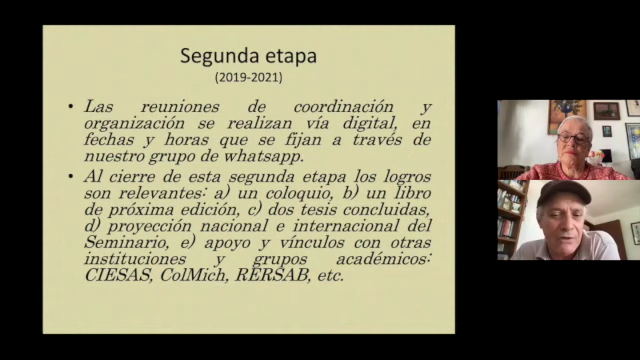 Segunda etapa
(2019-2021)
• Las reuniones de coordinación y
organización se realizan vía digital, en
fechas y horas que se fijan a través de
nuestro grupo de whatsapp.
• Al cierre de esta segunda etapa los logros
son relevantes: a) un coloquio, b) un libro
de próxima edición, c) dos tesis concluidas,
d) proyección nacional e internacional del
Seminario, e) apoyo y vínculos con otras
instituciones y grupos académicos:
CIESAS, ColMich, RERSAB, etc.